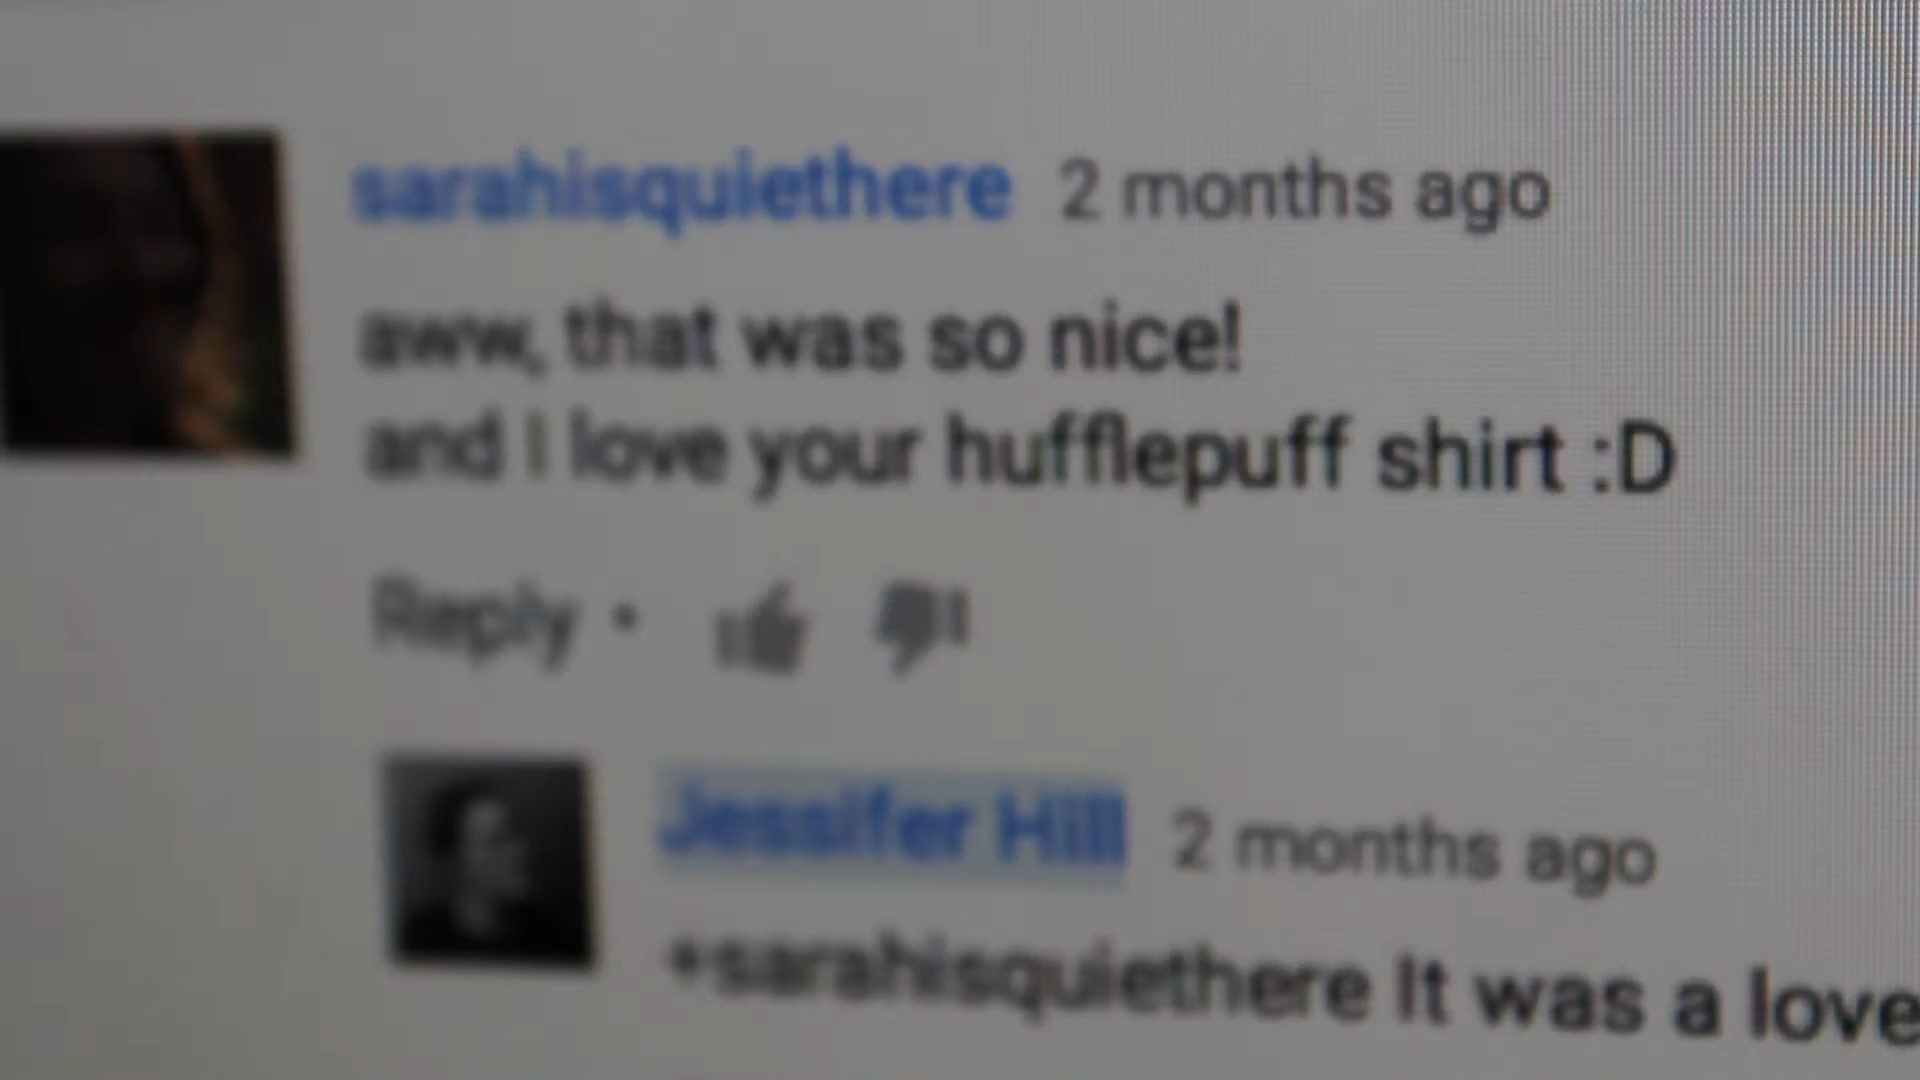 sarahisquiethere 2 months ago
aww, that was so nice!
and I love your hufflepuff shirt :D
Reply •
Jessifer Hill 2 months ago
+sarahisquiethere It was a love